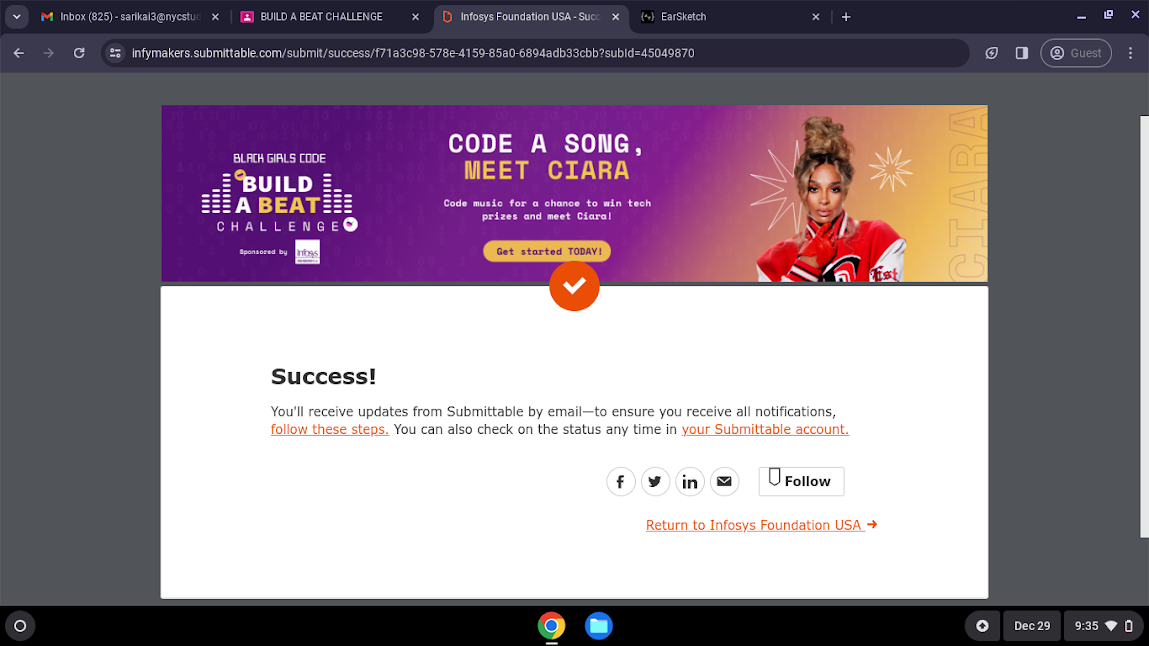 Inbox (825) - sarikai3@nycstud
BUILD A BEAT CHALLENGE
Infosys Foundation USA - Succ
EarSketch
infymakers.submittable.com/submit/success/f71a3c98-578e-4159-85a0-6894adb33cbb?subId=45049870
Guest
BLACK GIRLS CODE
BUILD
A BEAT
CHALLENGE
Sponsored by
Infosys
CODE A SONG,
MEET CIARA
Code music for a chance to win tech
prizes and meet Ciara!
Get started TODAY!
CIARA
Est
Success!
You'll receive updates from Submittable by email—to ensure you receive all notifications,
follow these steps. You can also check on the status any time in your Submittable account.
Follow
Return to Infosys Foundation USA →
Dec 29
9:35